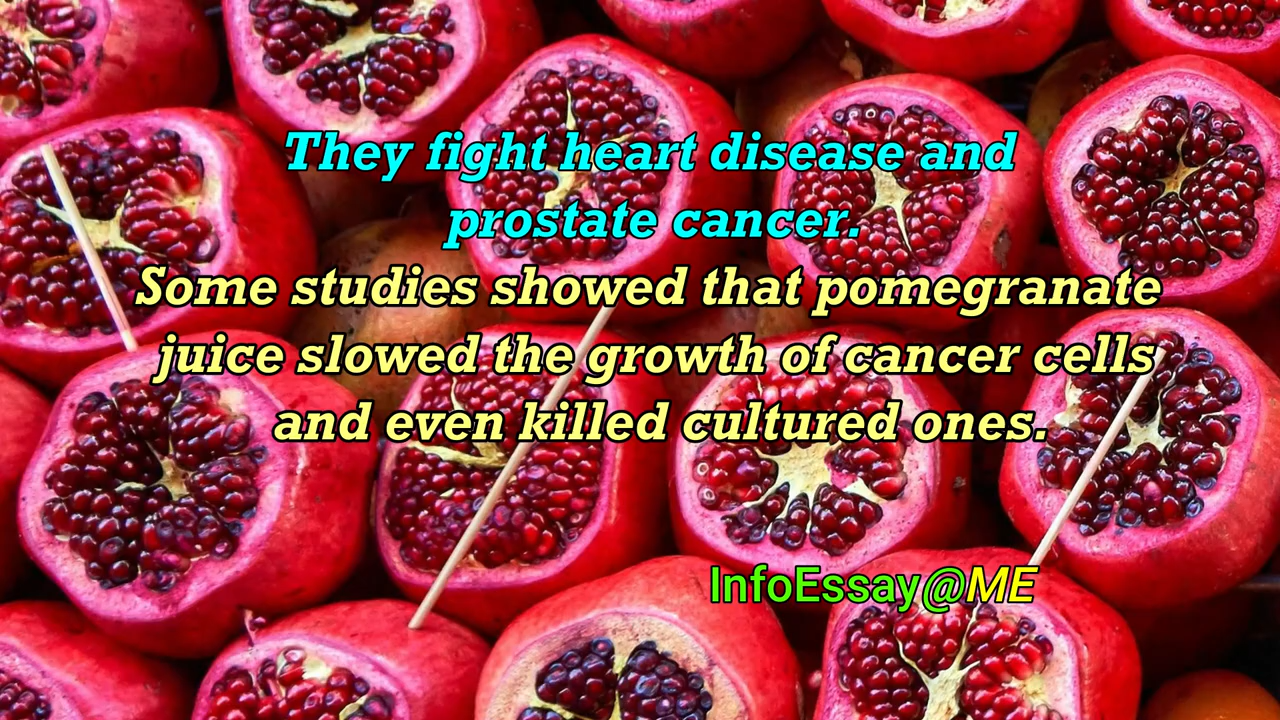 They fight heart disease and
prostate cancer.
Some studies showed that pomegranate
juice slowed the growth of cancer cells
and even killed cultured ones.
InfoEssay@ME